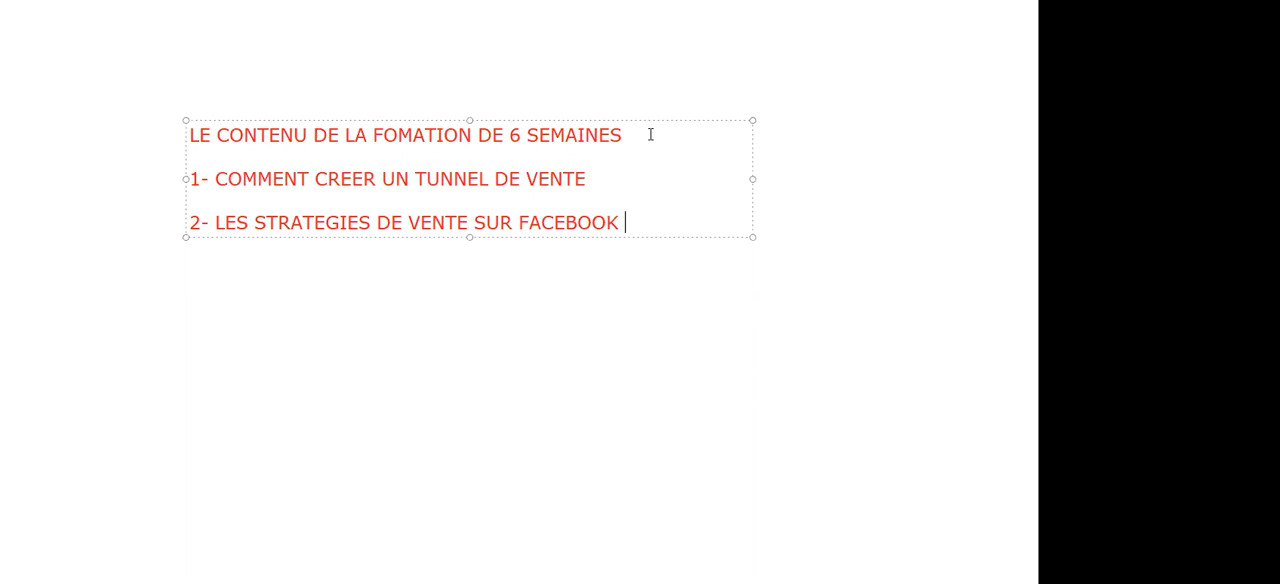 LE CONTENU DE LA FOMATION DE 6 SEMAINES
1- COMMENT CREER UN TUNNEL DE VENTE
2- LES STRATEGIES DE VENTE SUR FACEBOOK